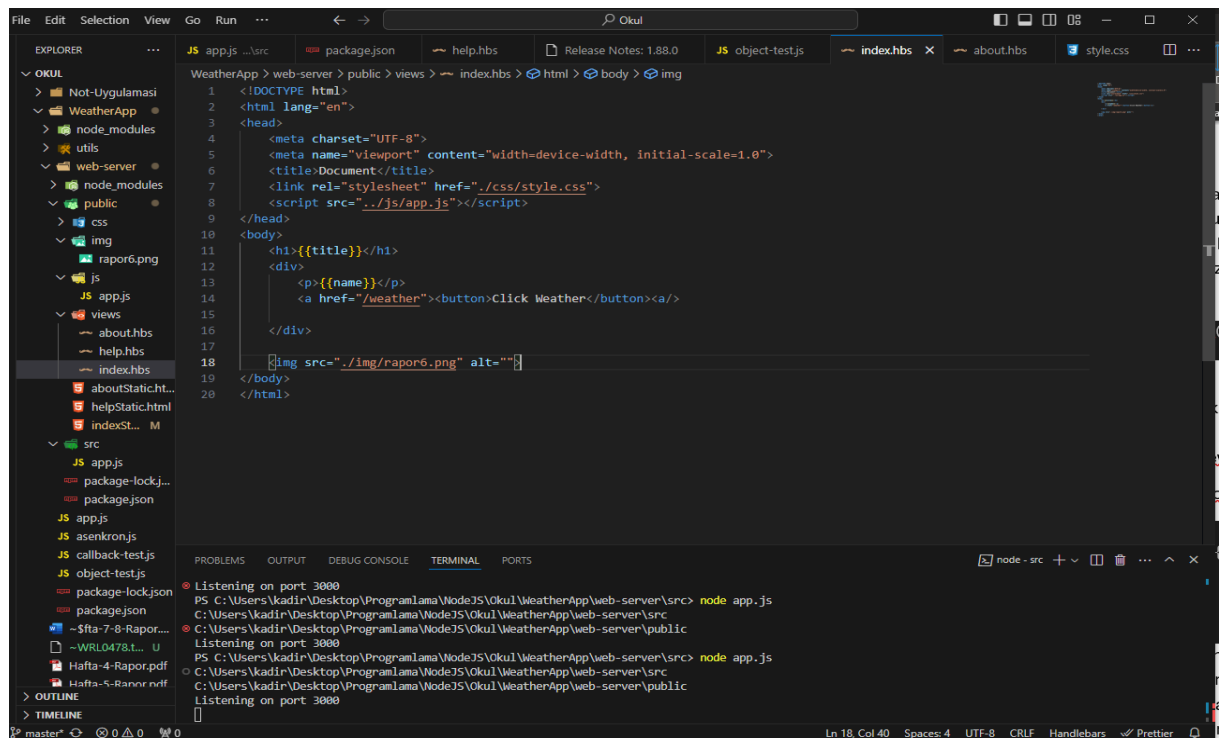 File Edit Selection View Go Run ··· Okul
EXPLORER ···
OKUL
Not-Uygulamasi
WeatherApp
node_modules
utils
web-server
node_modules
public
css
img
rapor6.png
js
JS app.js
views
about.hbs
help.hbs
index.hbs
aboutStatic.ht...
helpStatic.html
indexSt... M
src
JS app.js
package-lock.j...
package.json
JS app.js
JS asenkron.js
JS callback-test.js
JS object-test.js
package-lock.json
package.json
~$fta-7-8-Rapor....
~WRL0478.t... U
Hafta-4-Rapor.pdf
Hafta-5-Rapor.pdf
OUTLINE
TIMELINE
JS app.js ...\src package.json help.hbs Release Notes: 1.88.0 JS object-test.js index.hbs about.hbs style.css ···
WeatherApp > web-server > public > views > index.hbs > html > body > img
1 <!DOCTYPE html>
2 <html lang="en">
3 <head>
4 <meta charset="UTF-8">
5 <meta name="viewport" content="width=device-width, initial-scale=1.0">
6 <title>Document</title>
7 <link rel="stylesheet" href="./css/style.css">
8 <script src="../js/app.js"></script>
9 </head>
10 <body>
11 <h1>{{title}}</h1>
12 <div>
13 <p>{{name}}</p>
14 <a href="/weather"><button>Click Weather</button><a/>
15
16 </div>
17
18 <img src="./img/rapor6.png" alt="">
19 </body>
20 </html>
PROBLEMS OUTPUT DEBUG CONSOLE TERMINAL PORTS node - src ···
Listening on port 3000
PS C:\Users\kadir\Desktop\Programlama\NodeJS\Okul\WeatherApp\web-server\src> node app.js
C:\Users\kadir\Desktop\Programlama\NodeJS\Okul\WeatherApp\web-server\src
C:\Users\kadir\Desktop\Programlama\NodeJS\Okul\WeatherApp\web-server\public
Listening on port 3000
PS C:\Users\kadir\Desktop\Programlama\NodeJS\Okul\WeatherApp\web-server\src> node app.js
C:\Users\kadir\Desktop\Programlama\NodeJS\Okul\WeatherApp\web-server\src
C:\Users\kadir\Desktop\Programlama\NodeJS\Okul\WeatherApp\web-server\public
Listening on port 3000
master* 0 0 0 Ln 18, Col 40 Spaces: 4 UTF-8 CRLF Handlebars Prettier